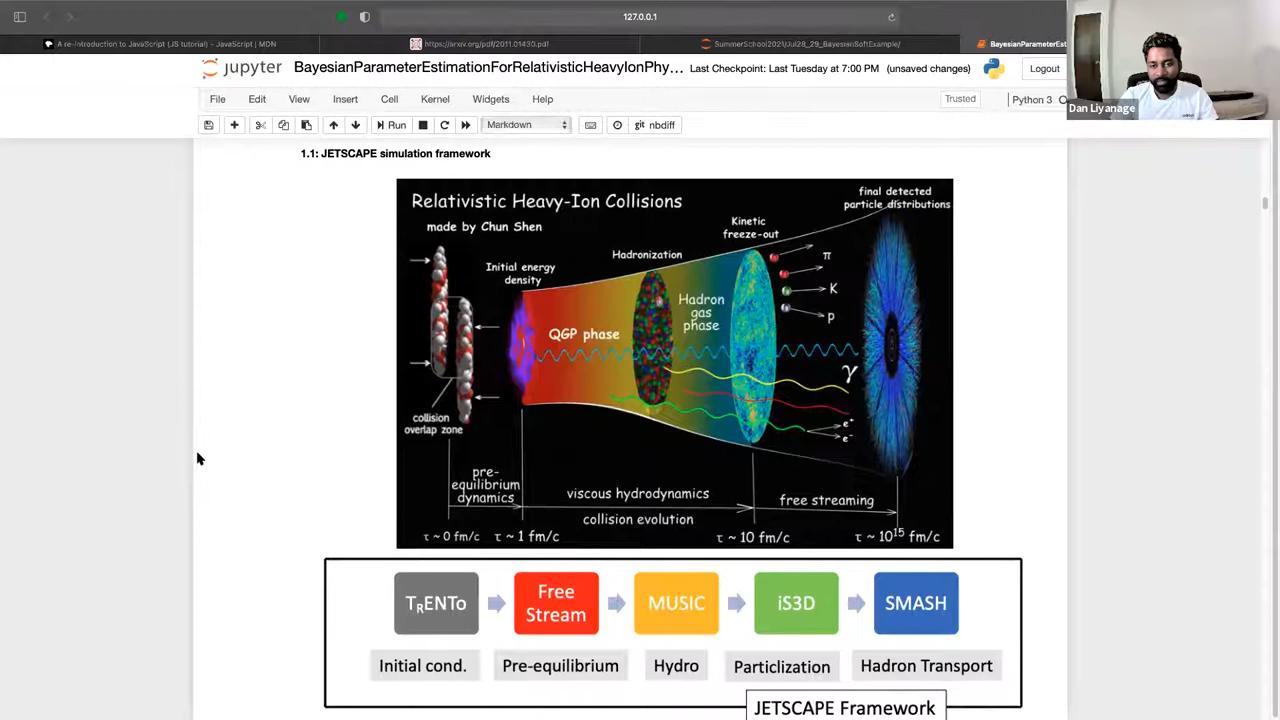 127.0.0.1
A re-introduction to JavaScript (JS tutorial) - JavaScript | MDN
https://arxiv.org/pdf/2011.01430.pdf
SummerSchool2021/Jul28_29_BayesianSoftExample/
BayesianParameterEst
jupyter BayesianParameterEstimationForRelativisticHeavyIonPhy... Last Checkpoint: Last Tuesday at 7:00 PM (unsaved changes) Logout
Dan Liyanage
File Edit View Insert Cell Kernel Widgets Help Trusted Python 3
Run Markdown git nbdiff
1.1: JETSCAPE simulation framework
Relativistic Heavy-Ion Collisions
made by Chun Shen
final detected
particle distributions
Kinetic
freeze-out
Hadronization
Initial energy
density
π
K
p
QGP phase
Hadron
gas
phase
γ
e+
e−
collision
overlap zone
pre-
equilibrium
dynamics
viscous hydrodynamics
collision evolution
free streaming
τ ~ 0 fm/c τ ~ 1 fm/c τ ~ 10 fm/c τ ~ 10^15 fm/c
TRENTo
Free
Stream
MUSIC
iS3D
SMASH
Initial cond. Pre-equilibrium Hydro Particlization Hadron Transport
JETSCAPE Framework